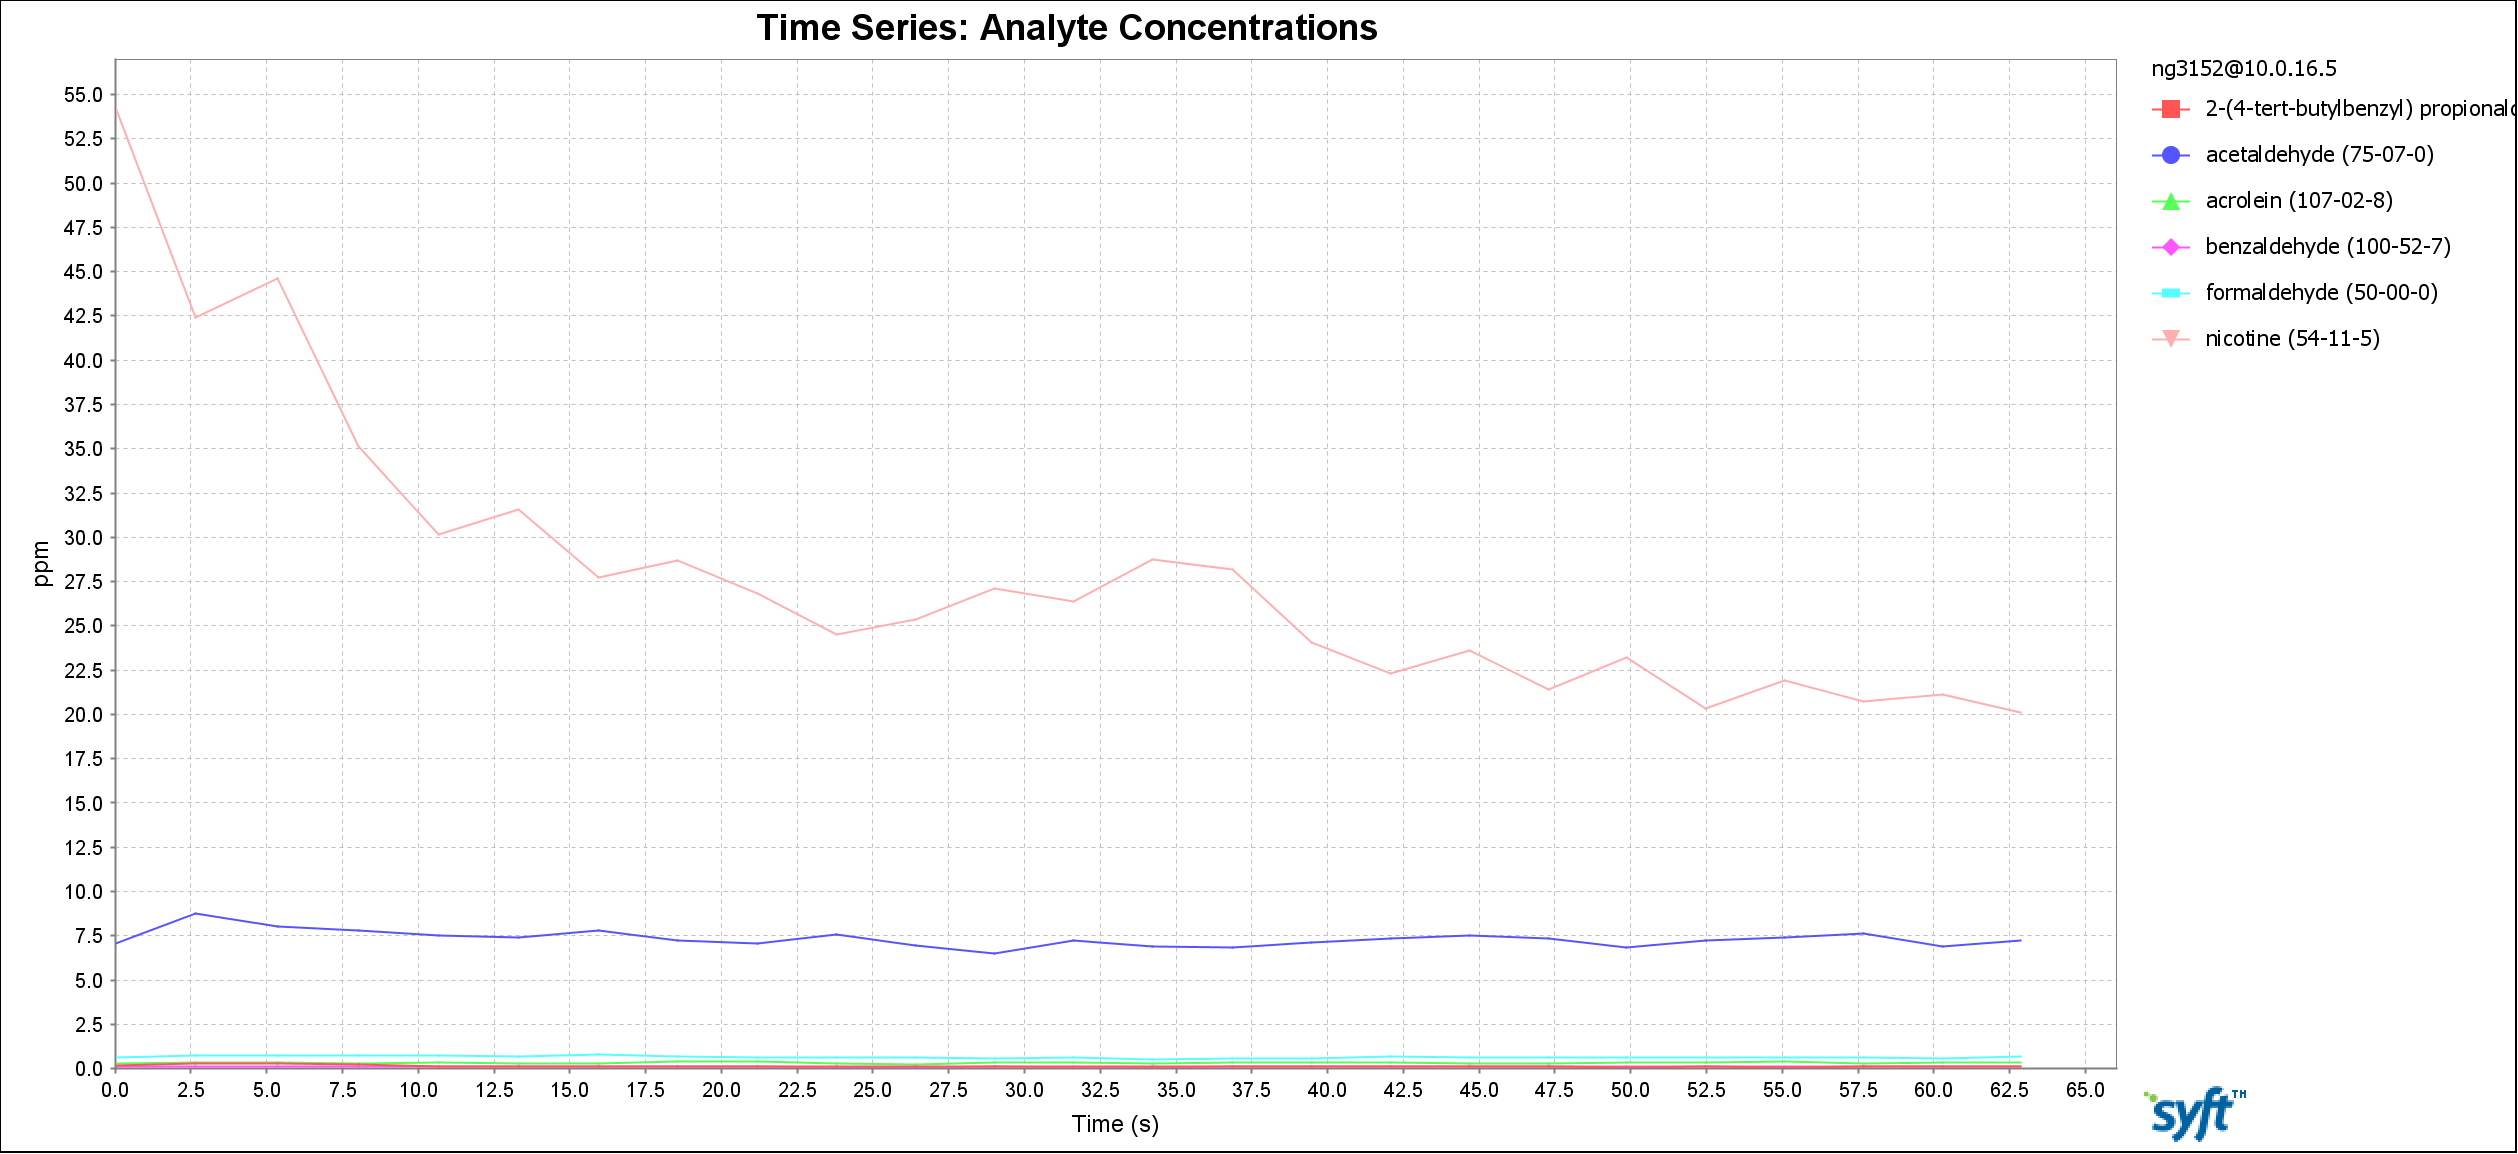 Time Series: Analyte Concentrations
ng3152@10.0.16.5
2-(4-tert-butylbenzyl) propional
acetaldehyde (75-07-0)
acrolein (107-02-8)
benzaldehyde (100-52-7)
formaldehyde (50-00-0)
nicotine (54-11-5)
ppm
55.0
52.5
50.0
47.5
45.0
42.5
40.0
37.5
35.0
32.5
30.0
27.5
25.0
22.5
20.0
17.5
15.0
12.5
10.0
7.5
5.0
2.5
0.0
0.0 2.5 5.0 7.5 10.0 12.5 15.0 17.5 20.0 22.5 25.0 27.5 30.0 32.5 35.0 37.5 40.0 42.5 45.0 47.5 50.0 52.5 55.0 57.5 60.0 62.5 65.0
Time (s)
syft™